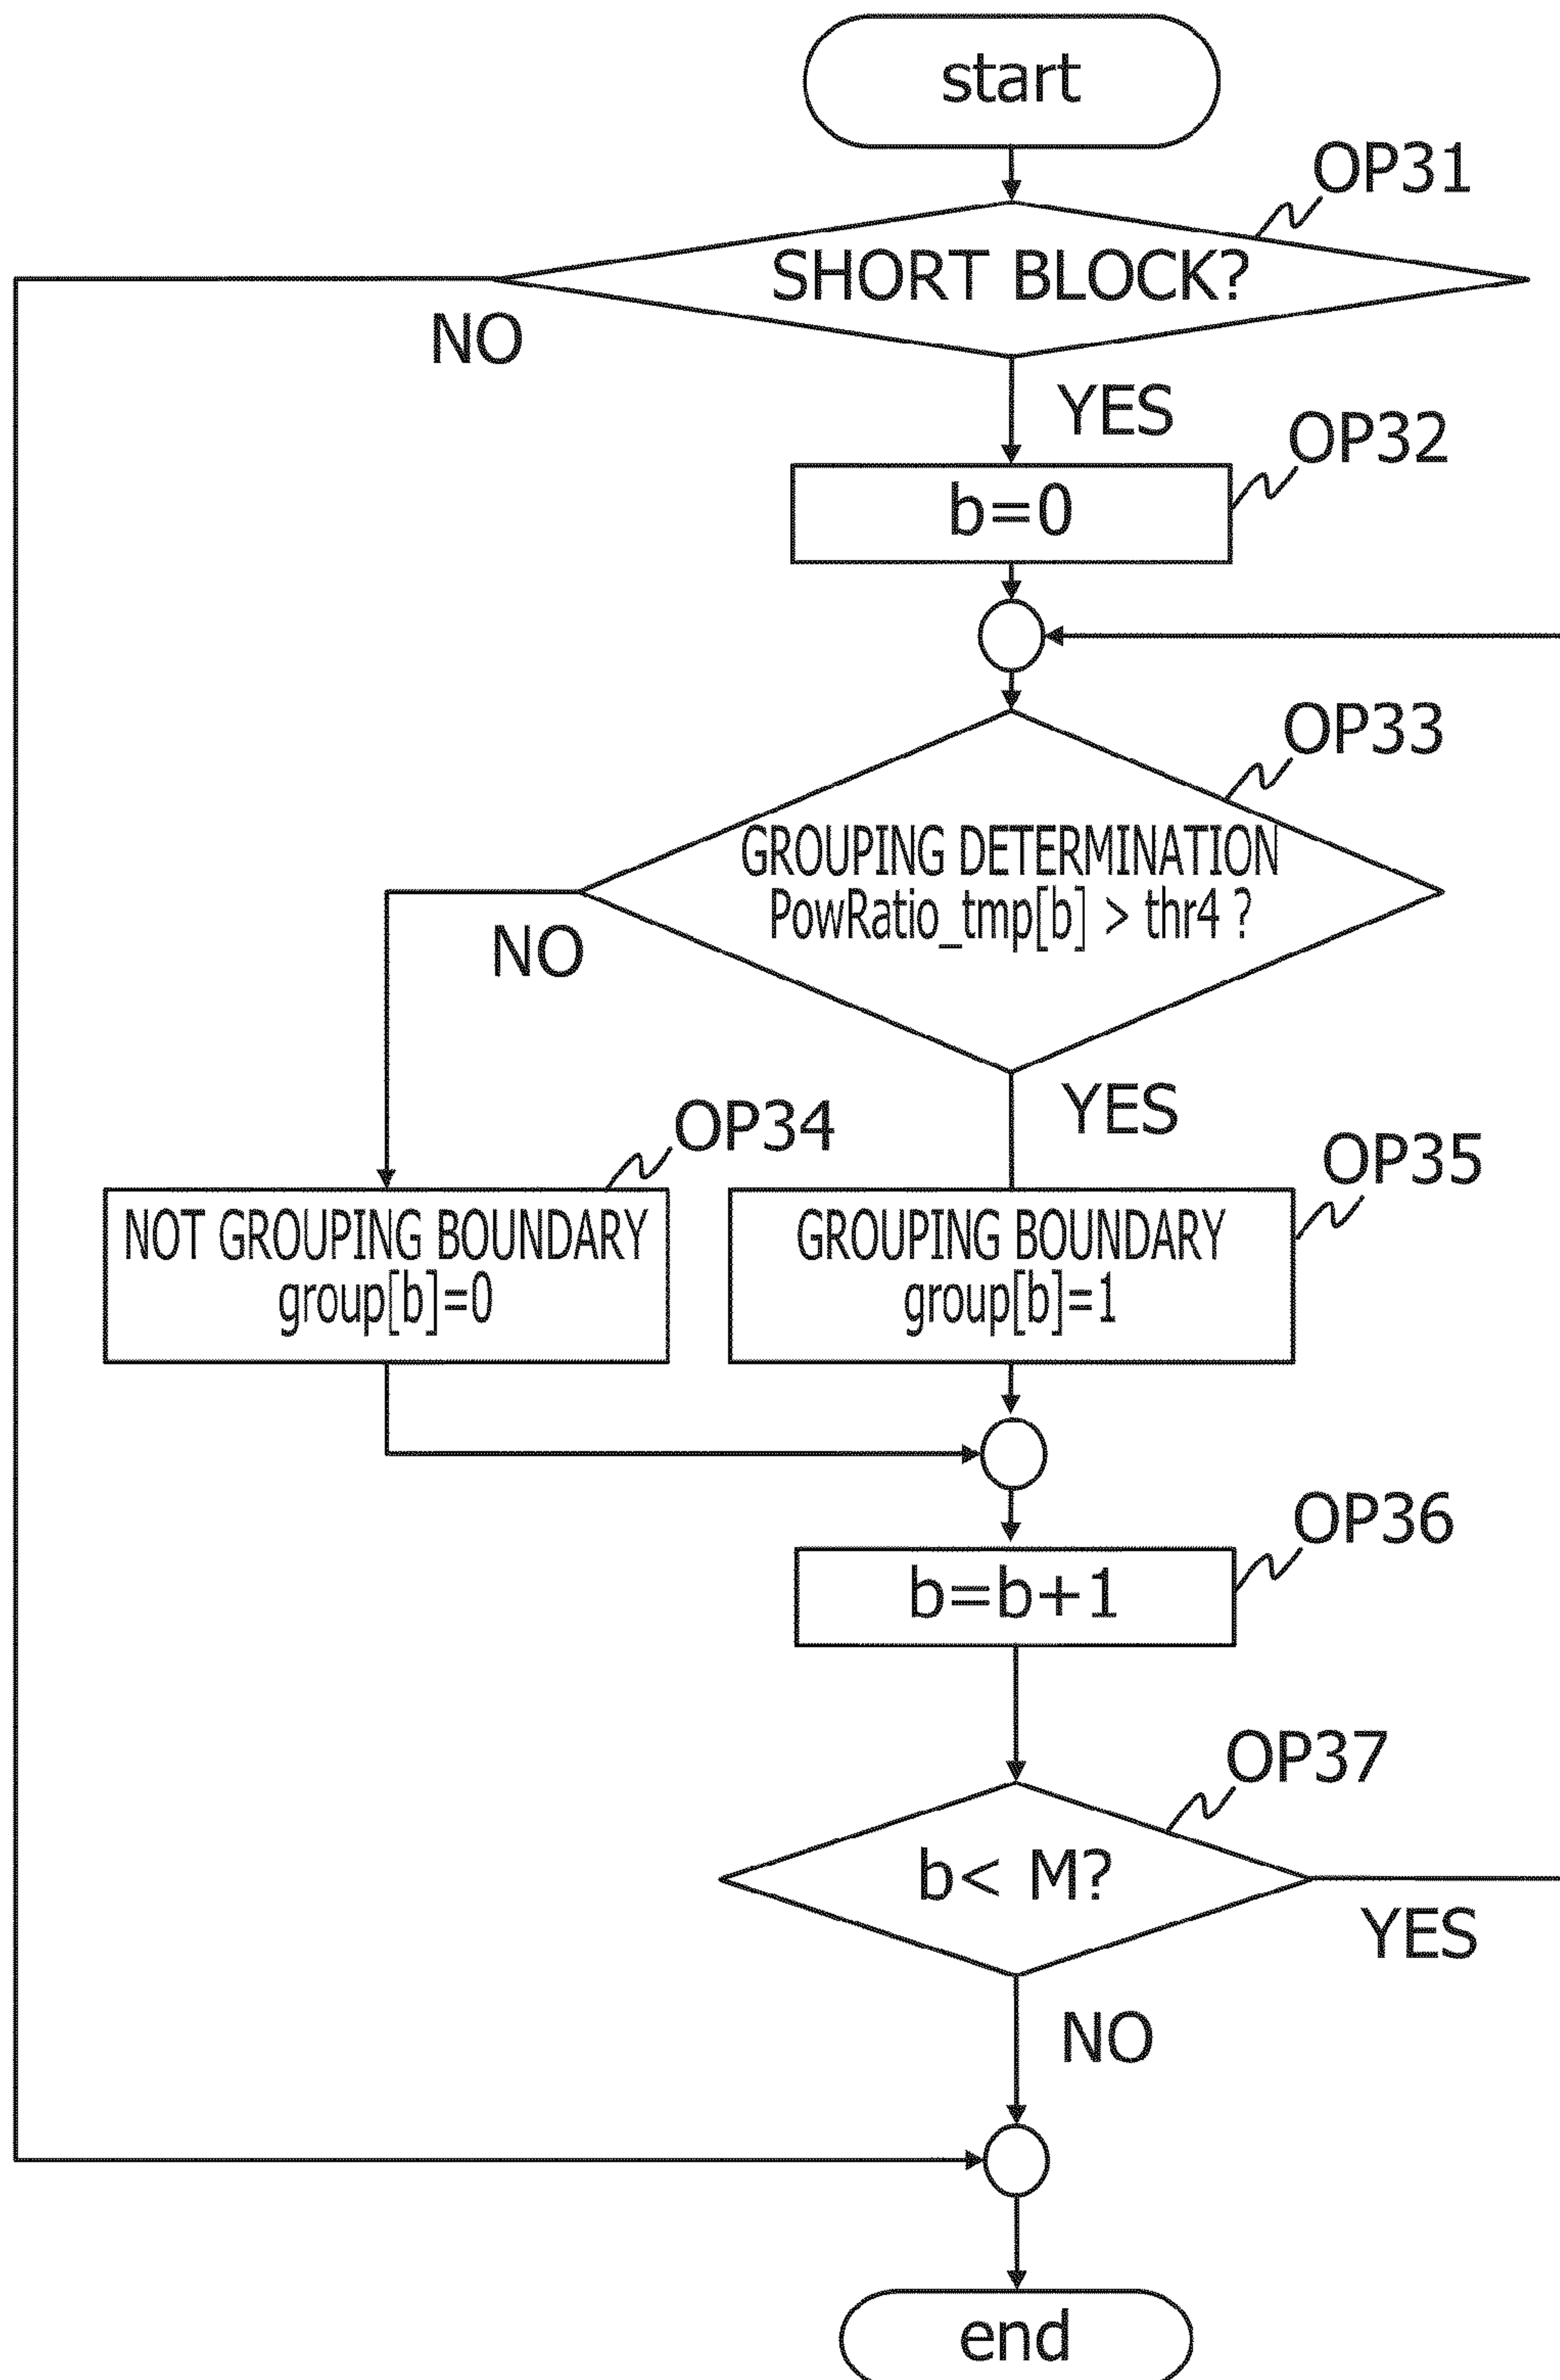 start
OP31
SHORT BLOCK?
NO
YES
OP32
b=0
OP33
GROUPING DETERMINATION
PowRatio_tmp[b] > thr4 ?
NO
YES
OP34
OP35
NOT GROUPING BOUNDARY
group[b]=0
GROUPING BOUNDARY
group[b]=1
OP36
b=b+1
OP37
b< M?
YES
NO
end